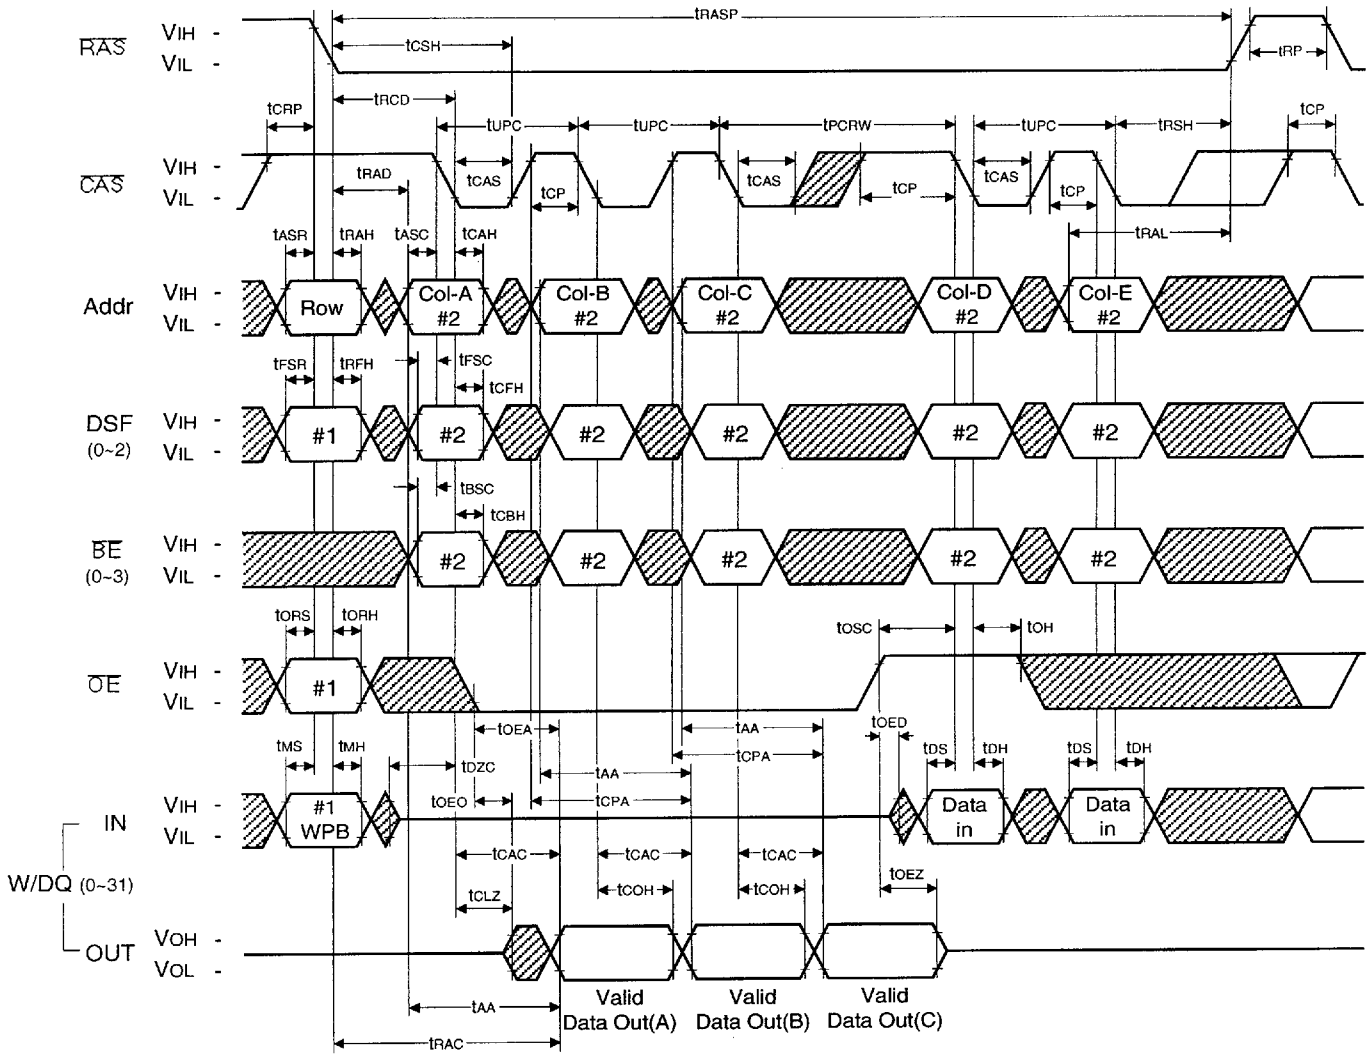 tRASP
RAS
VIH -
VIL -
tCSH
tRP
tRCD
tCRP
tUPC
tUPC
tPCRW
tUPC
tRSH
tCP
CAS
VIH -
VIL -
tRAD
tCAS
tCP
tCAS
tCP
tCAS
tCP
tRAL
tASR
tRAH
tASC
tCAH
Addr
VIH -
VIL -
Row
Col-A
#2
Col-B
#2
Col-C
#2
Col-D
#2
Col-E
#2
tFSR
tRFH
tFSC
tCFH
DSF
(0~2)
VIH -
VIL -
#1
#2
#2
#2
#2
#2
tBSC
tCBH
BE
(0~3)
VIH -
VIL -
#2
#2
#2
#2
#2
tORS
tORH
tOSC
tOH
OE
VIH -
VIL -
#1
tOEA
tAA
tOED
tMS
tMH
tDZC
tCPA
tDS
tDH
tDS
tDH
tAA
tOEO
tCPA
IN
VIH -
VIL -
#1
WPB
Data
in
Data
in
tCAC
tCAC
tCAC
tOEZ
W/DQ (0~31)
tCLZ
tCOH
tCOH
OUT
VOH -
VOL -
Valid
Data Out(A)
Valid
Data Out(B)
Valid
Data Out(C)
tAA
tRAC